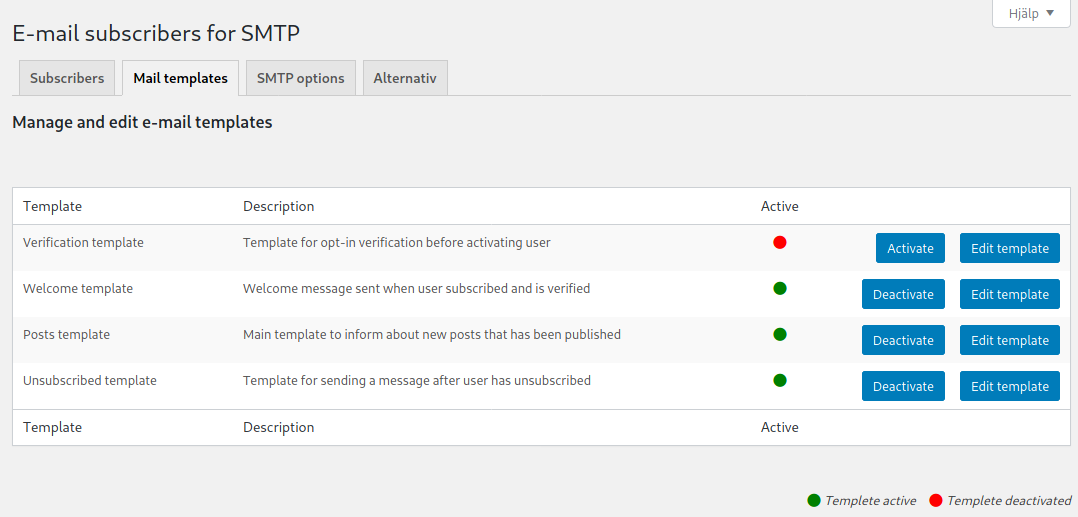 Hjälp
E-mail subscribers for SMTP
Subscribers Mail templates SMTP options Alternativ
Manage and edit e-mail templates
Template Description Active
Verification template Template for opt-in verification before activating user Activate Edit template
Welcome template Welcome message sent when user subscribed and is verified Deactivate Edit template
Posts template Main template to inform about new posts that has been published Deactivate Edit template
Unsubscribed template Template for sending a message after user has unsubscribed Deactivate Edit template
Template Description Active
Templete active Templete deactivated